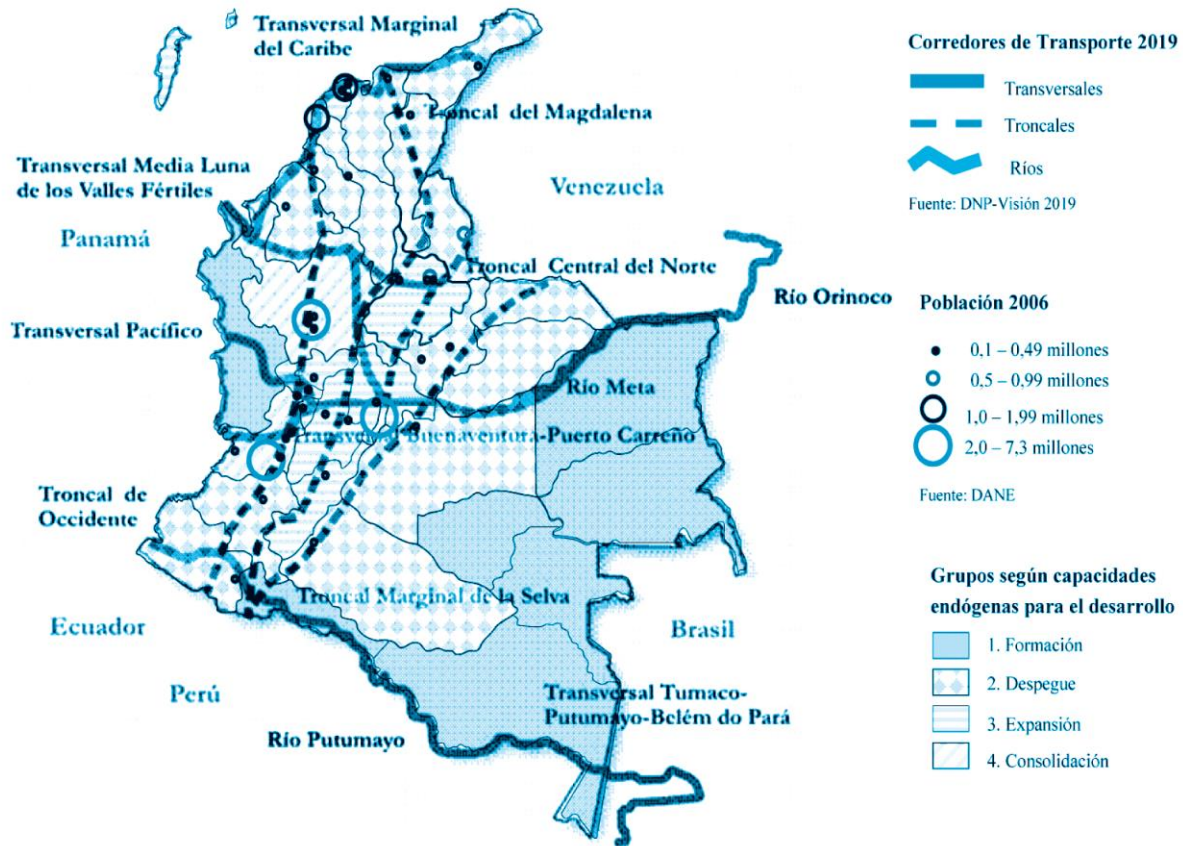 Transversal Marginal
del Caribe
Troncal del Magdalena
Transversal Media Luna
de los Valles Fértiles
Venezuela
Panamá
Troncal Central del Norte
Río Orinoco
Transversal Pacífico
Río Meta
Transversal Buenaventura-Puerto Carreño
Troncal de
Occidente
Troncal Marginal de la Selva
Ecuador
Brasil
Perú
Transversal Tumaco-
Putumayo-Belém do Pará
Río Putumayo
Corredores de Transporte 2019
Transversales
Troncales
Ríos
Fuente: DNP-Visión 2019
Población 2006
0,1 – 0,49 millones
0,5 – 0,99 millones
1,0 – 1,99 millones
2,0 – 7,3 millones
Fuente: DANE
Grupos según capacidades
endógenas para el desarrollo
1. Formación
2. Despegue
3. Expansión
4. Consolidación